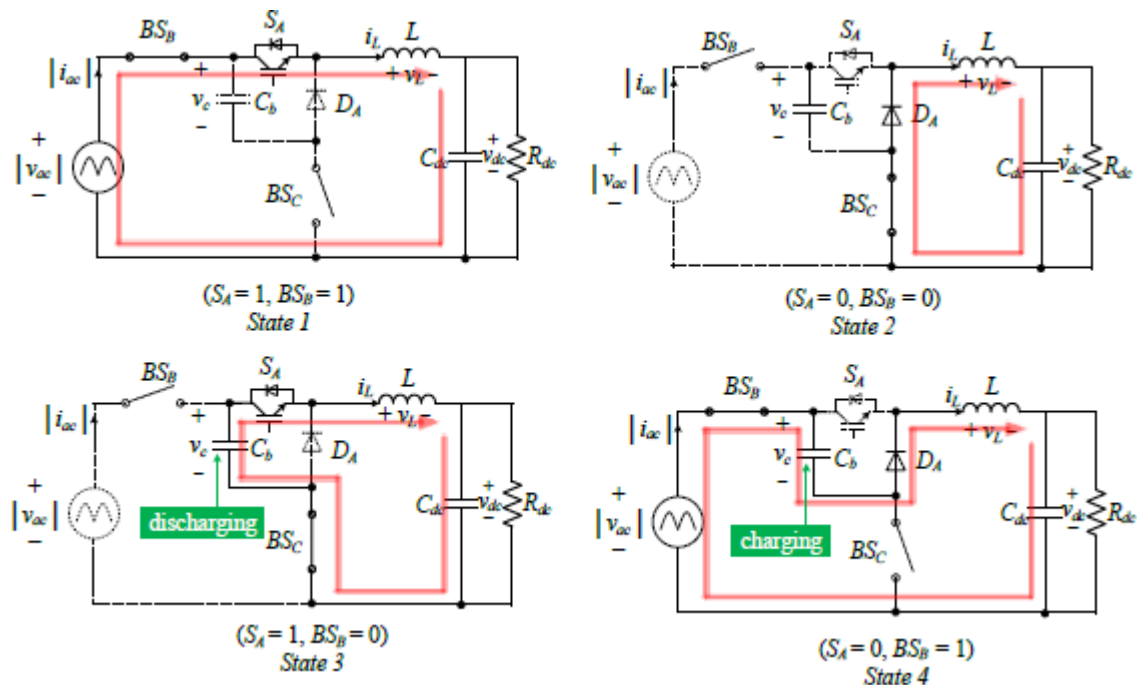 BS_B
S_A
i_L
L
|i_ac|
+
v_c
−
C_b
+ v_L −
D_A
+
|v_ac|
−
BS_C
C_dc
+
v_dc
−
R_dc
(S_A = 1, BS_B = 1)
State 1
BS_B
S_A
i_L
L
|i_ac|
+
v_c
−
C_b
+ v_L −
D_A
+
|v_ac|
−
BS_C
C_dc
+
v_dc
−
R_dc
(S_A = 0, BS_B = 0)
State 2
BS_B
S_A
i_L
L
|i_ac|
+
v_c
−
C_b
+ v_L −
D_A
+
|v_ac|
−
discharging
BS_C
C_dc
+
v_dc
−
R_dc
(S_A = 1, BS_B = 0)
State 3
BS_B
S_A
i_L
L
|i_ac|
+
v_c
−
C_b
+ v_L −
D_A
+
|v_ac|
−
charging
BS_C
C_dc
+
v_dc
−
R_dc
(S_A = 0, BS_B = 1)
State 4